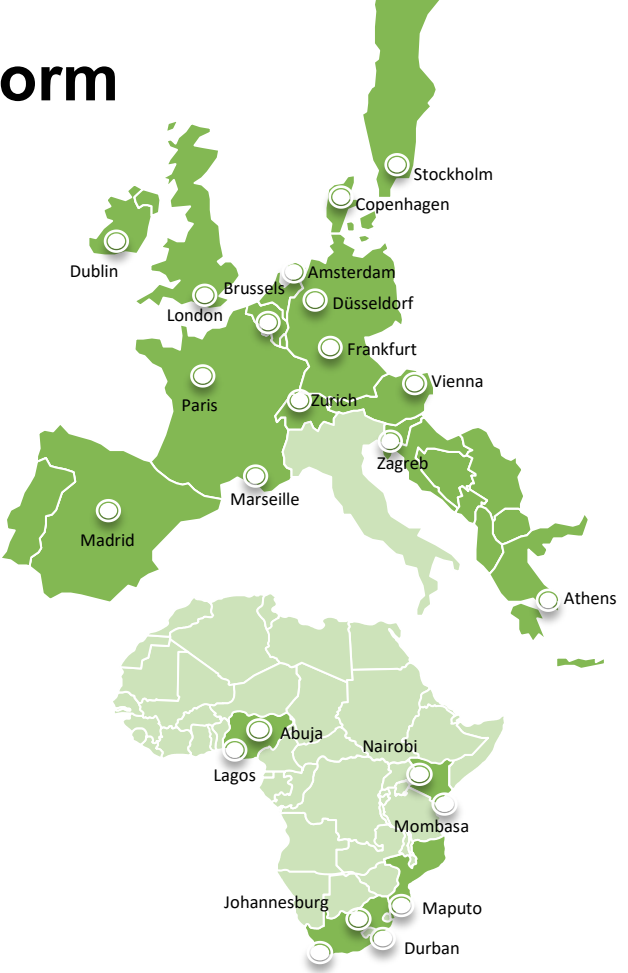 orm
Stockholm
Copenhagen
Dublin
Amsterdam
Brussels
Düsseldorf
London
Frankfurt
Vienna
Zurich
Paris
Zagreb
Marseille
Madrid
Athens
Abuja
Nairobi
Lagos
Mombasa
Johannesburg
Maputo
Durban